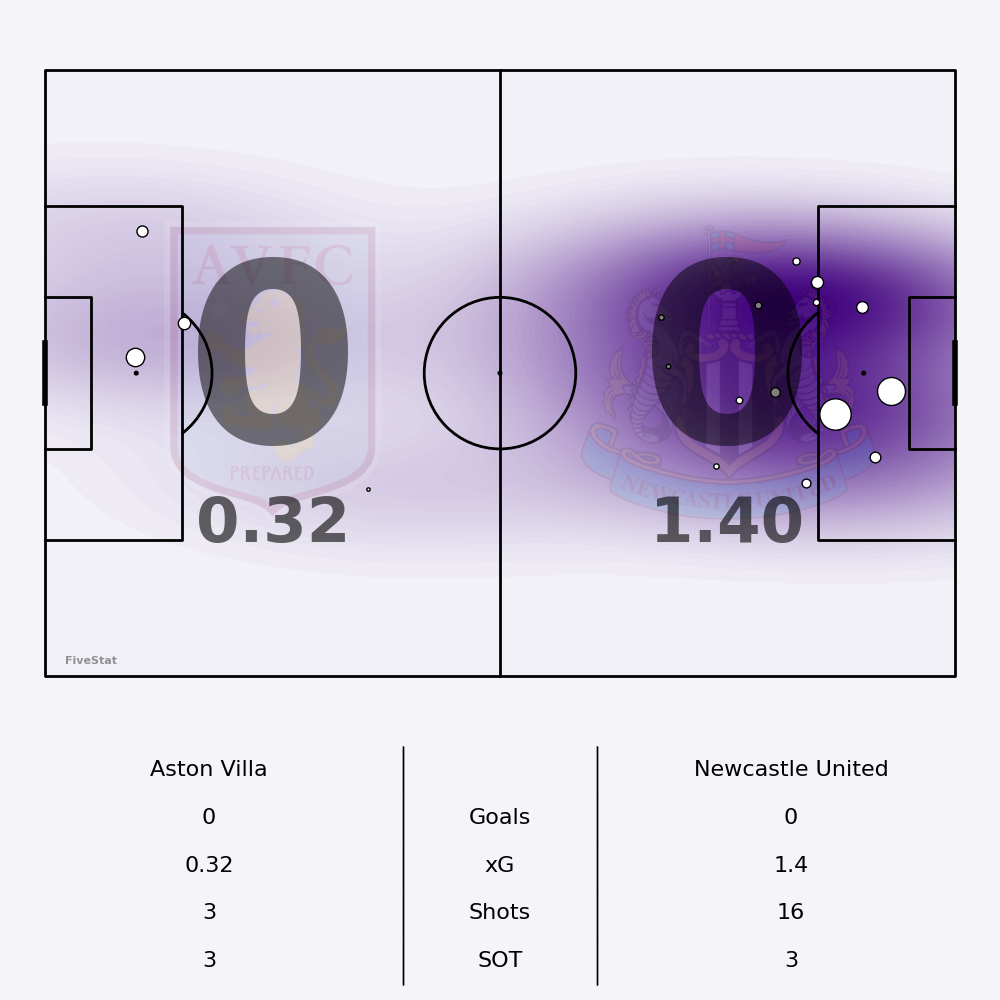 AVFC
0 0
PREPARED
NEWCASTLE UNITED
0.32 1.40
FiveStat
Aston Villa Newcastle United
0 Goals 0
0.32 xG 1.4
3 Shots 16
3 SOT 3